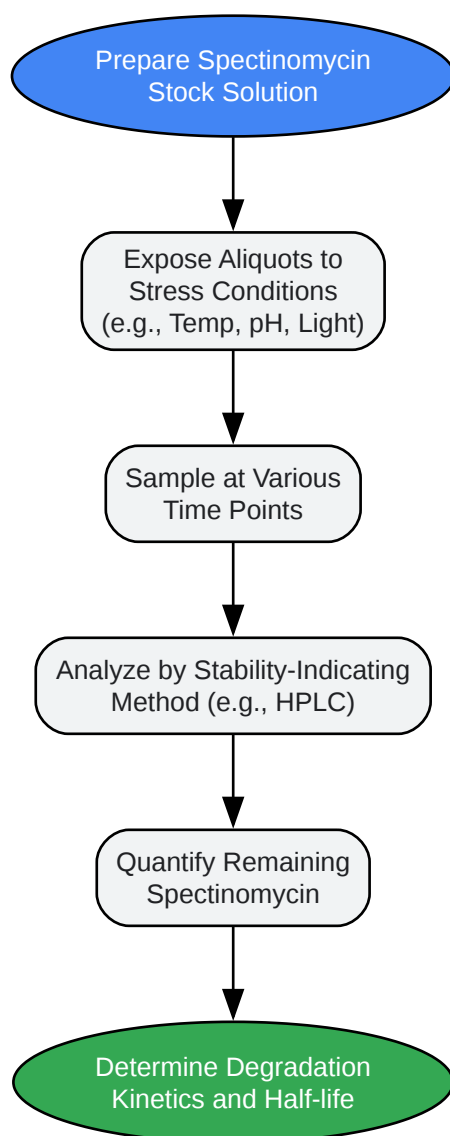 Prepare Spectinomycin
Stock Solution
Expose Aliquots to
Stress Conditions
(e.g., Temp, pH, Light)
Sample at Various
Time Points
Analyze by Stability-Indicating
Method (e.g., HPLC)
Quantify Remaining
Spectinomycin
Determine Degradation
Kinetics and Half-life